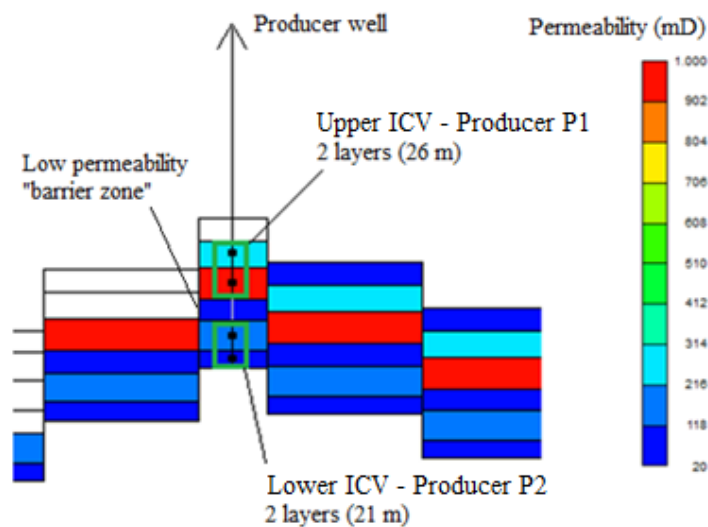 Producer well
Permeability (mD)
1.000
902
804
706
608
510
412
314
216
118
20
Upper ICV - Producer P1
2 layers (26 m)
Low permeability
"barrier zone"
Lower ICV - Producer P2
2 layers (21 m)